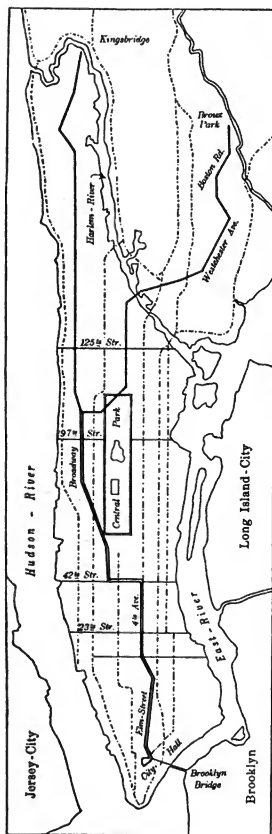 Kingsbridge
Bronx
Park
Boston Rd.
Westchester Ave.
Harlem-River
125th Str.
97th Str.
Broadway
Central Park
Hudson - River
42th Str.
4th Ave.
23th Str.
Long Island-City
East-River
Elm-Street
City Hall
Jersey-City
Brooklyn
Bridge
Brooklyn